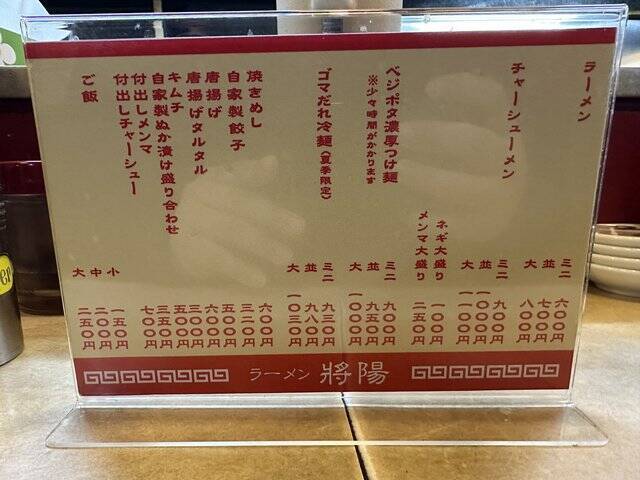 ラーメン
ミニ 六〇〇円
並 七〇〇円
大 八〇〇円
チャーシューメン
ミニ 九〇〇円
並 一〇〇〇円
大 一一〇〇円
ネギ大盛り 一〇〇円
メンマ大盛り 二五〇円
ベジポタ濃厚つけ麺
※少々時間がかかります
ミニ 九〇〇円
並 九五〇円
大 一〇〇〇円
ゴマだれ冷麺(夏季限定)
ミニ 九三〇円
並 九八〇円
大 一〇三〇円
焼きめし 六〇〇円
自家製餃子 三二〇円
唐揚げ 五〇〇円
唐揚げタルタル 六〇〇円
キムチ 三〇〇円
自家製ぬか漬け盛り合わせ
付出しメンマ
付出しチャーシュー 七〇〇円
ご飯
小 一五〇円
中 二〇〇円
大 二五〇円
ラーメン 將陽